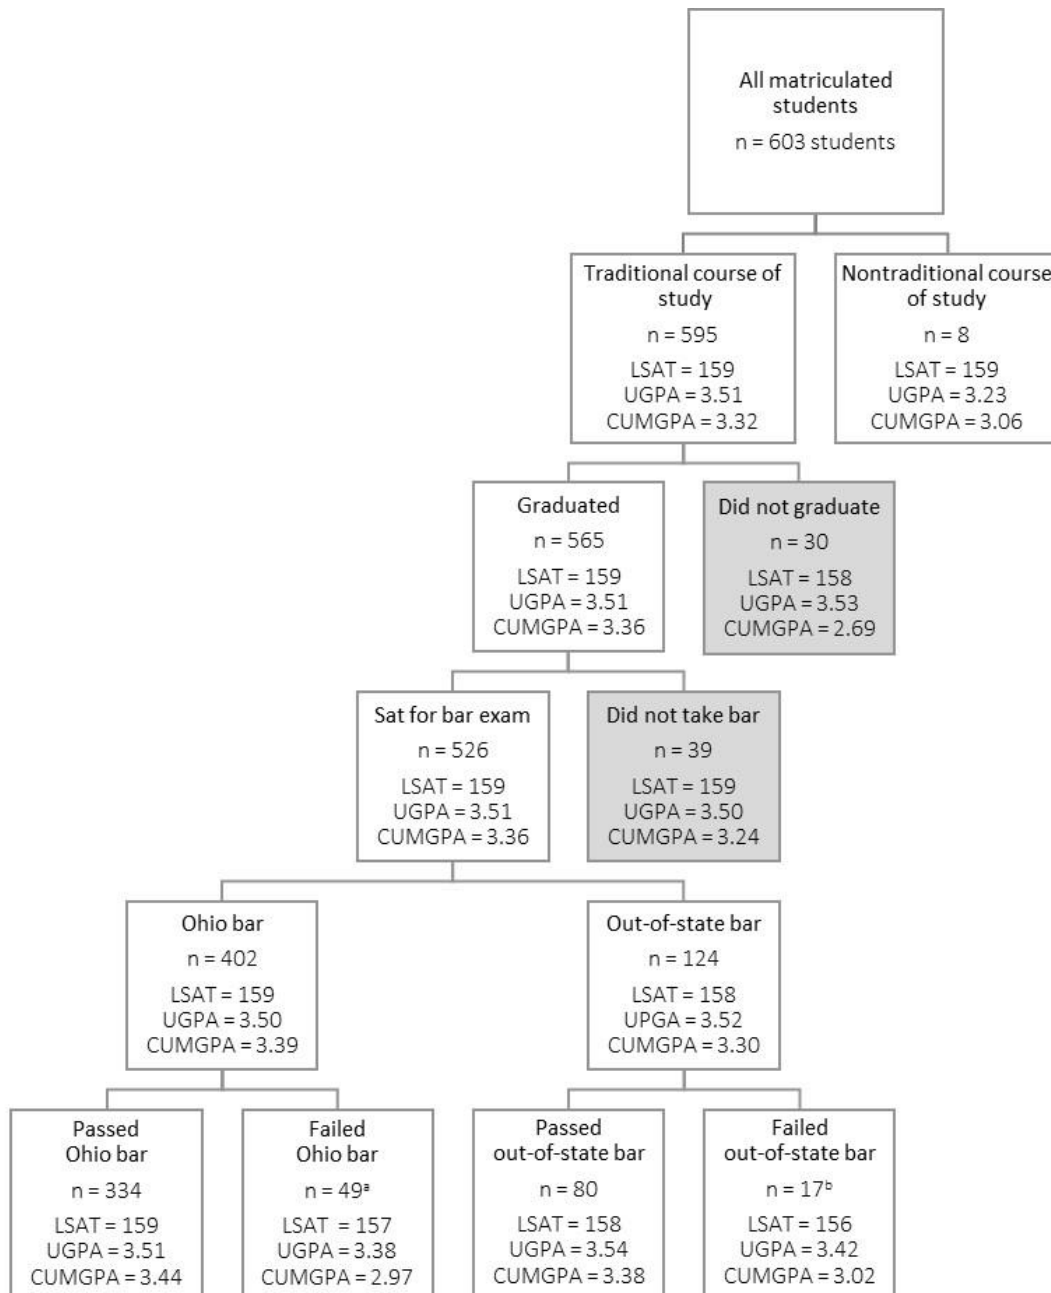 All matriculated
students
n = 603 students
Traditional course of
study
n = 595
LSAT = 159
UGPA = 3.51
CUMGPA = 3.32
Nontraditional course
of study
n = 8
LSAT = 159
UGPA = 3.23
CUMGPA = 3.06
Graduated
n = 565
LSAT = 159
UGPA = 3.51
CUMGPA = 3.36
Did not graduate
n = 30
LSAT = 158
UGPA = 3.53
CUMGPA = 2.69
Sat for bar exam
n = 526
LSAT = 159
UGPA = 3.51
CUMGPA = 3.36
Did not take bar
n = 39
LSAT = 159
UGPA = 3.50
CUMGPA = 3.24
Ohio bar
n = 402
LSAT = 159
UGPA = 3.50
CUMGPA = 3.39
Out-of-state bar
n = 124
LSAT = 158
UPGA = 3.52
CUMGPA = 3.30
Passed
Ohio bar
n = 334
LSAT = 159
UGPA = 3.51
CUMGPA = 3.44
Failed
Ohio bar
n = 49ª
LSAT = 157
UGPA = 3.38
CUMGPA = 2.97
Passed
out-of-state bar
n = 80
LSAT = 158
UGPA = 3.54
CUMGPA = 3.38
Failed
out-of-state bar
n = 17ᵇ
LSAT = 156
UGPA = 3.42
CUMGPA = 3.02